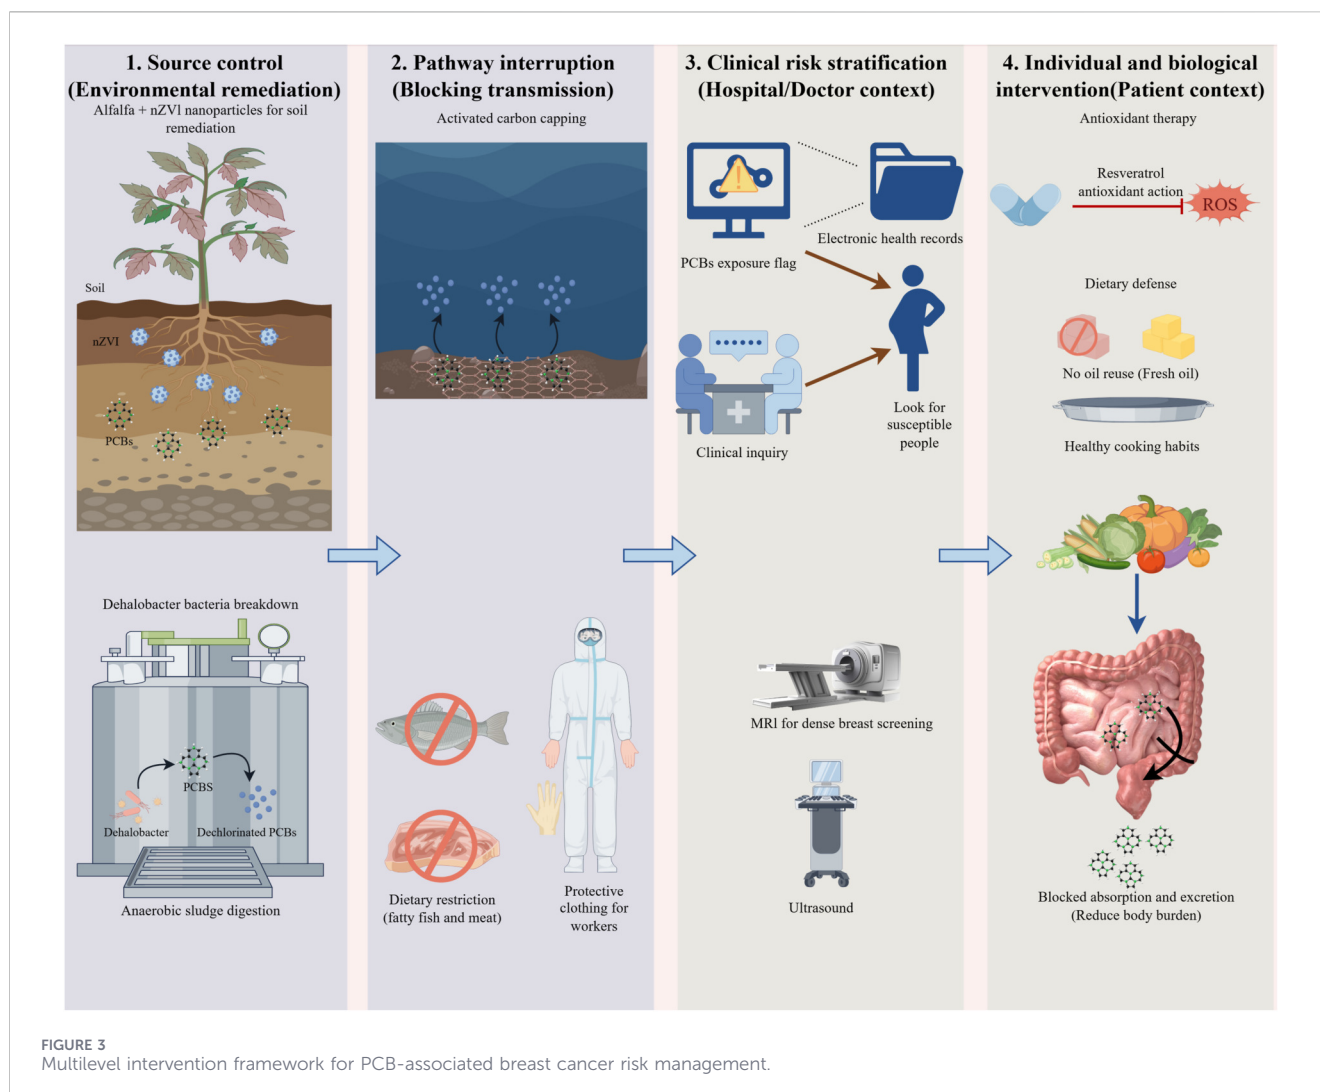 1. Source control
(Environmental remediation)
Alfalfa + nZVl nanoparticles for soil
remediation
Soil
nZVI
PCBs
Dehalobacter bacteria breakdown
PCBS
Dehalobacter
Dechlorinated PCBs
Anaerobic sludge digestion
2. Pathway interruption
(Blocking transmission)
Activated carbon capping
Dietary restriction
(fatty fish and meat)
Protective
clothing for
workers
3. Clinical risk stratification
(Hospital/Doctor context)
PCBs exposure flag
Electronic health records
Clinical inquiry
Look for
susceptible
people
MRl for dense breast screening
Ultrasound
4. Individual and biological
intervention(Patient context)
Antioxidant therapy
Resveratrol
antioxidant action
ROS
Dietary defense
No oil reuse (Fresh oil)
Healthy cooking habits
Blocked absorption and excretion
(Reduce body burden)
FIGURE 3
Multilevel intervention framework for PCB-associated breast cancer risk management.